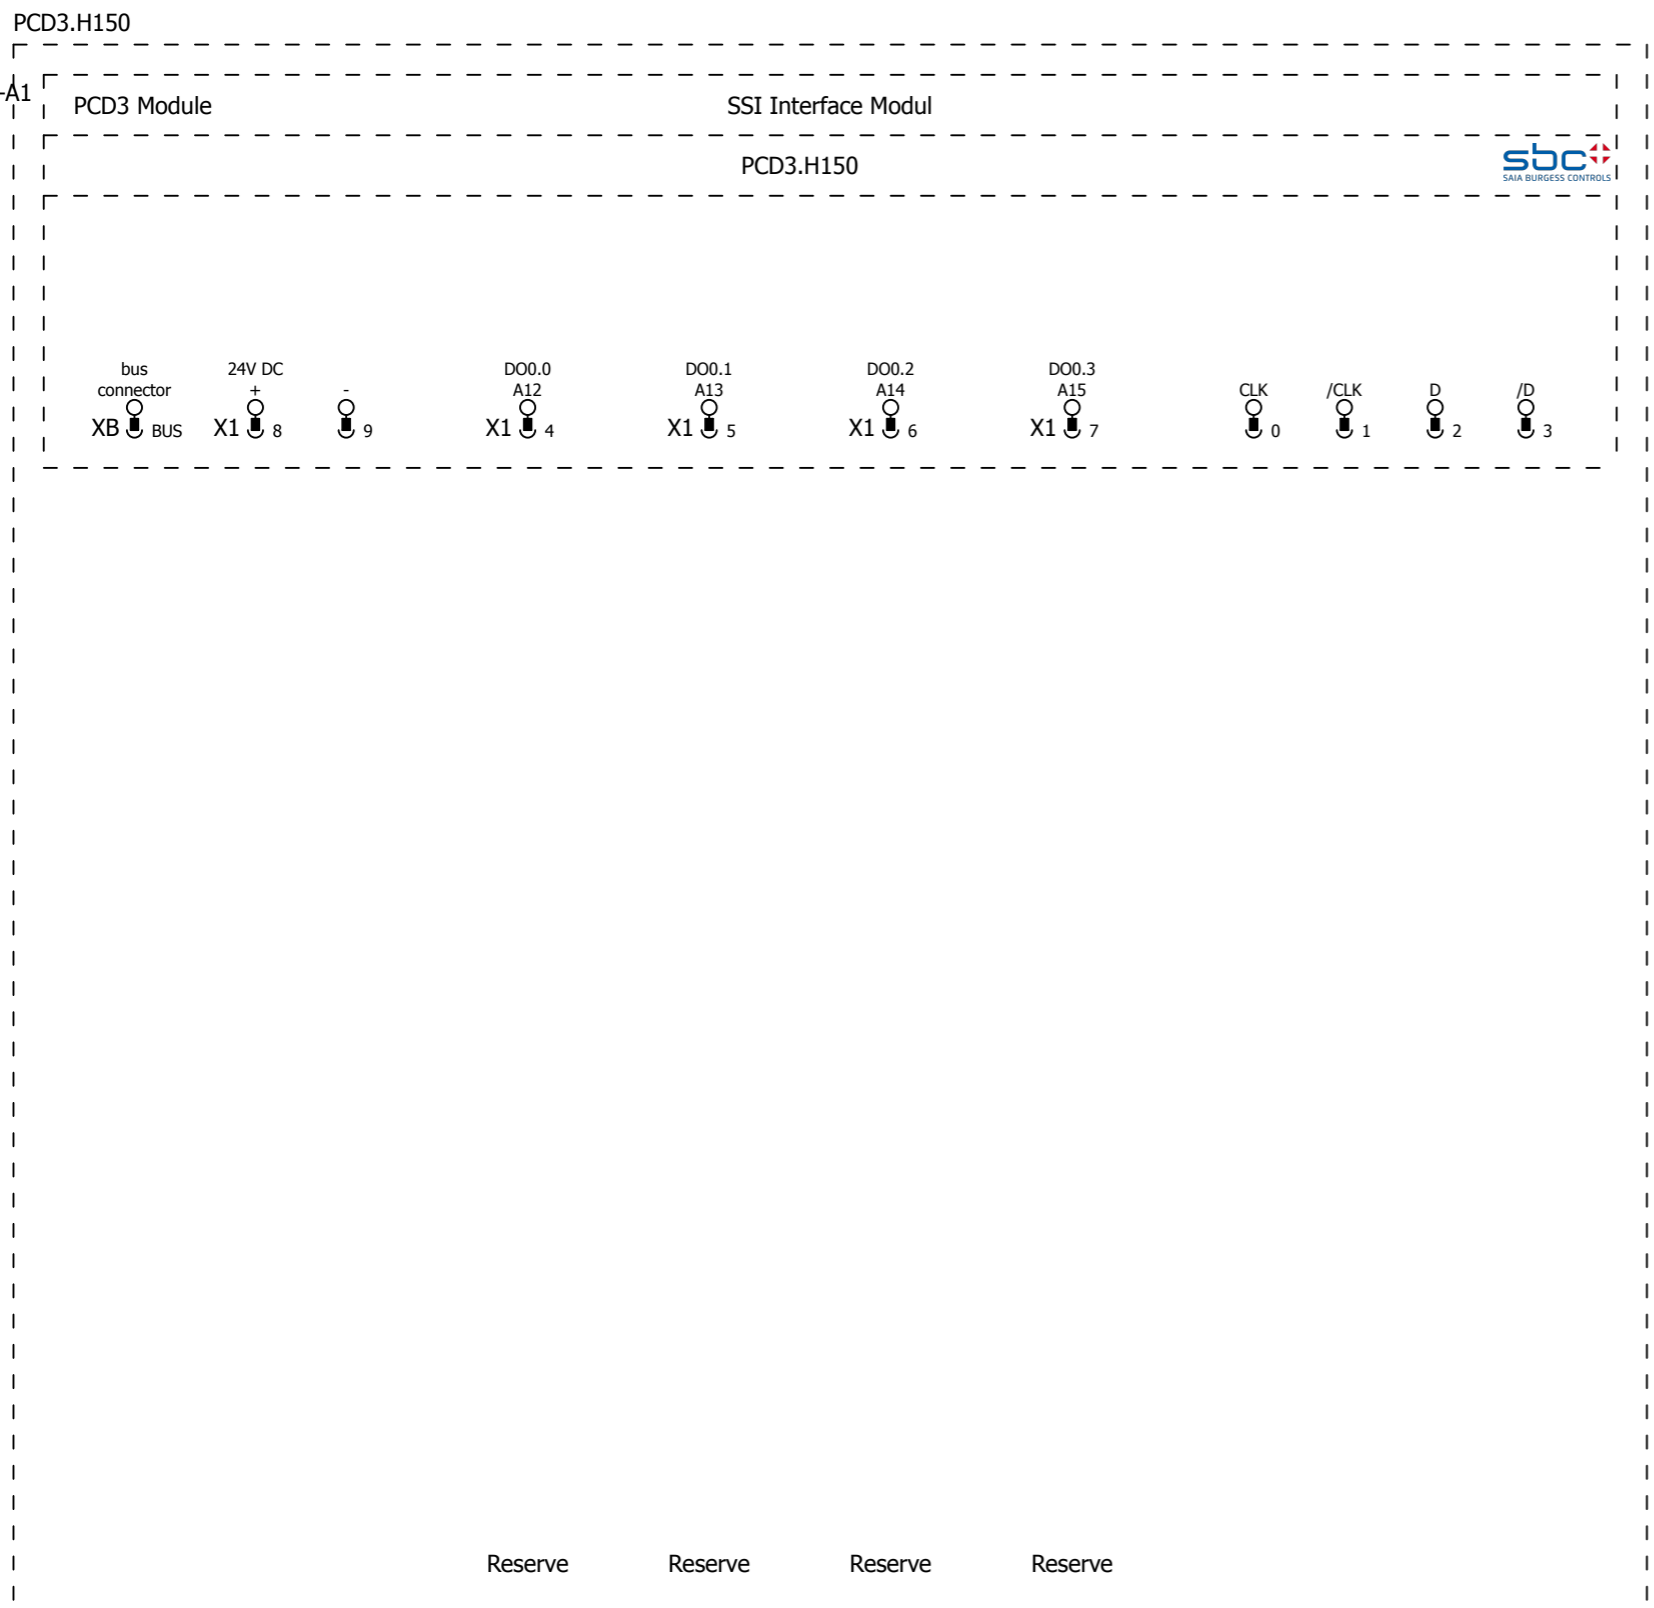 PCD3.H150
-A1
PCD3 Module SSI Interface Modul
PCD3.H150
sbc
SAIA BURGESS CONTROLS
bus 24V DC DO0.0 DO0.1 DO0.2 DO0.3
connector + - A12 A13 A14 A15 CLK /CLK D /D
XB BUS X1 8 9 X1 4 X1 5 X1 6 X1 7 0 1 2 3
Reserve Reserve Reserve Reserve